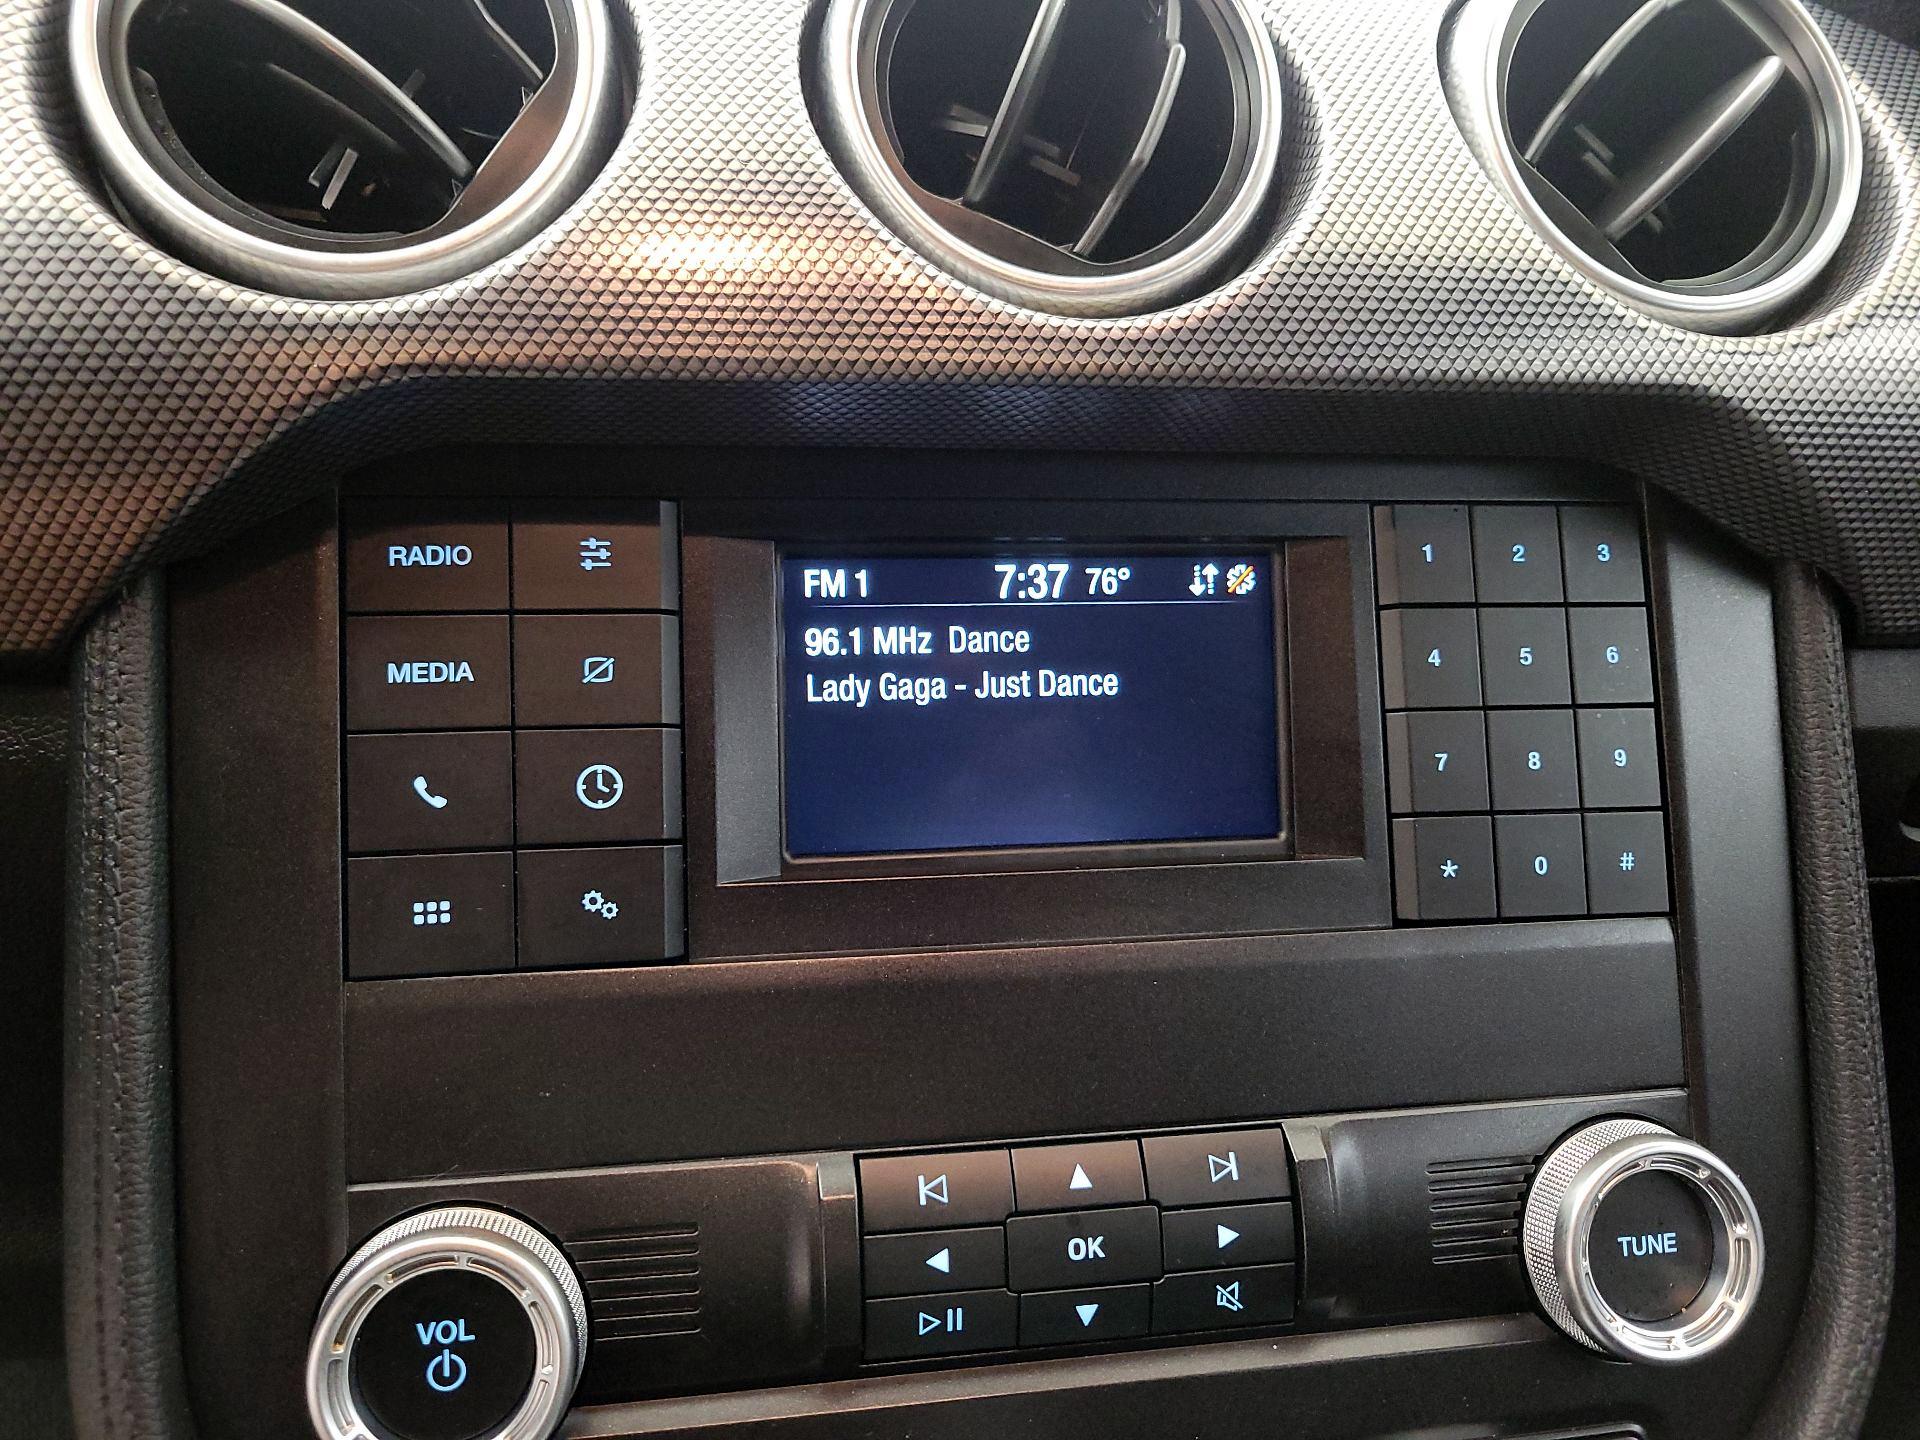 RADIO
MEDIA
FM 1 7:37 76°
96.1 MHz Dance
Lady Gaga - Just Dance
1 2 3
4 5 6
7 8 9
* 0 #
OK
VOL
TUNE